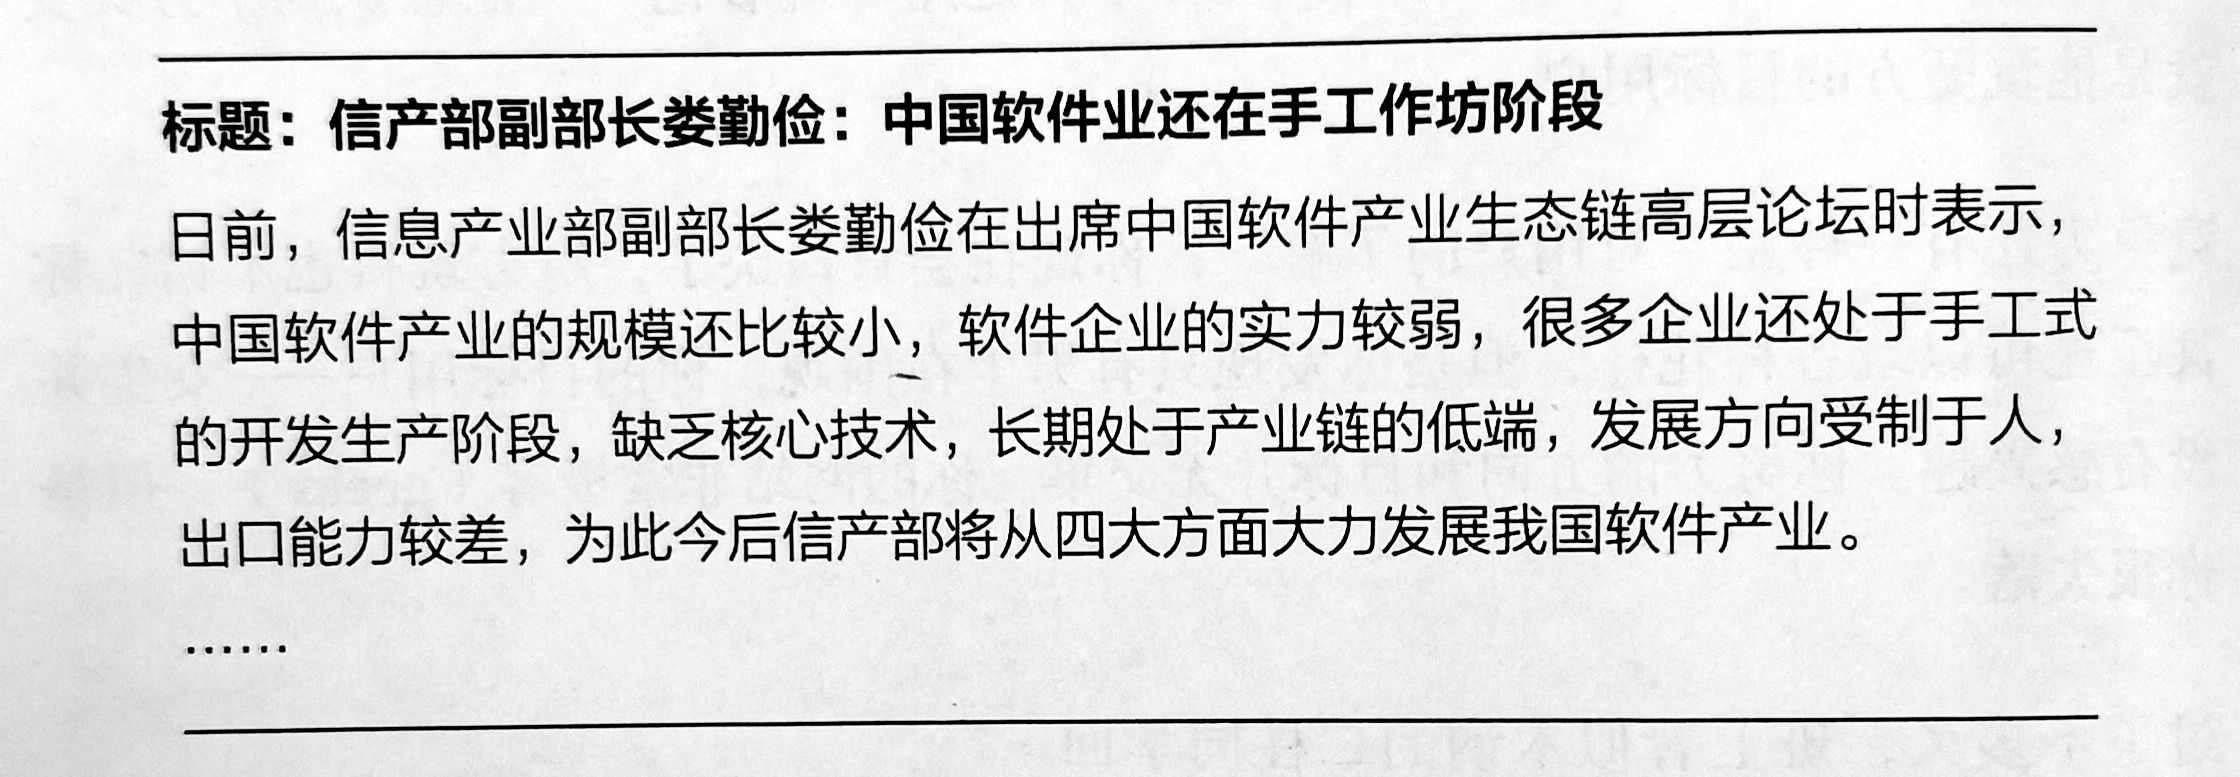 标题：信产部副部长娄勤俭：中国软件业还在手工作坊阶段
日前，信息产业部副部长娄勤俭在出席中国软件产业生态链高层论坛时表示，
中国软件产业的规模还比较小，软件企业的实力较弱，很多企业还处于手工式
的开发生产阶段，缺乏核心技术，长期处于产业链的低端，发展方向受制于人，
出口能力较差，为此今后信产部将从四大方面大力发展我国软件产业。
……